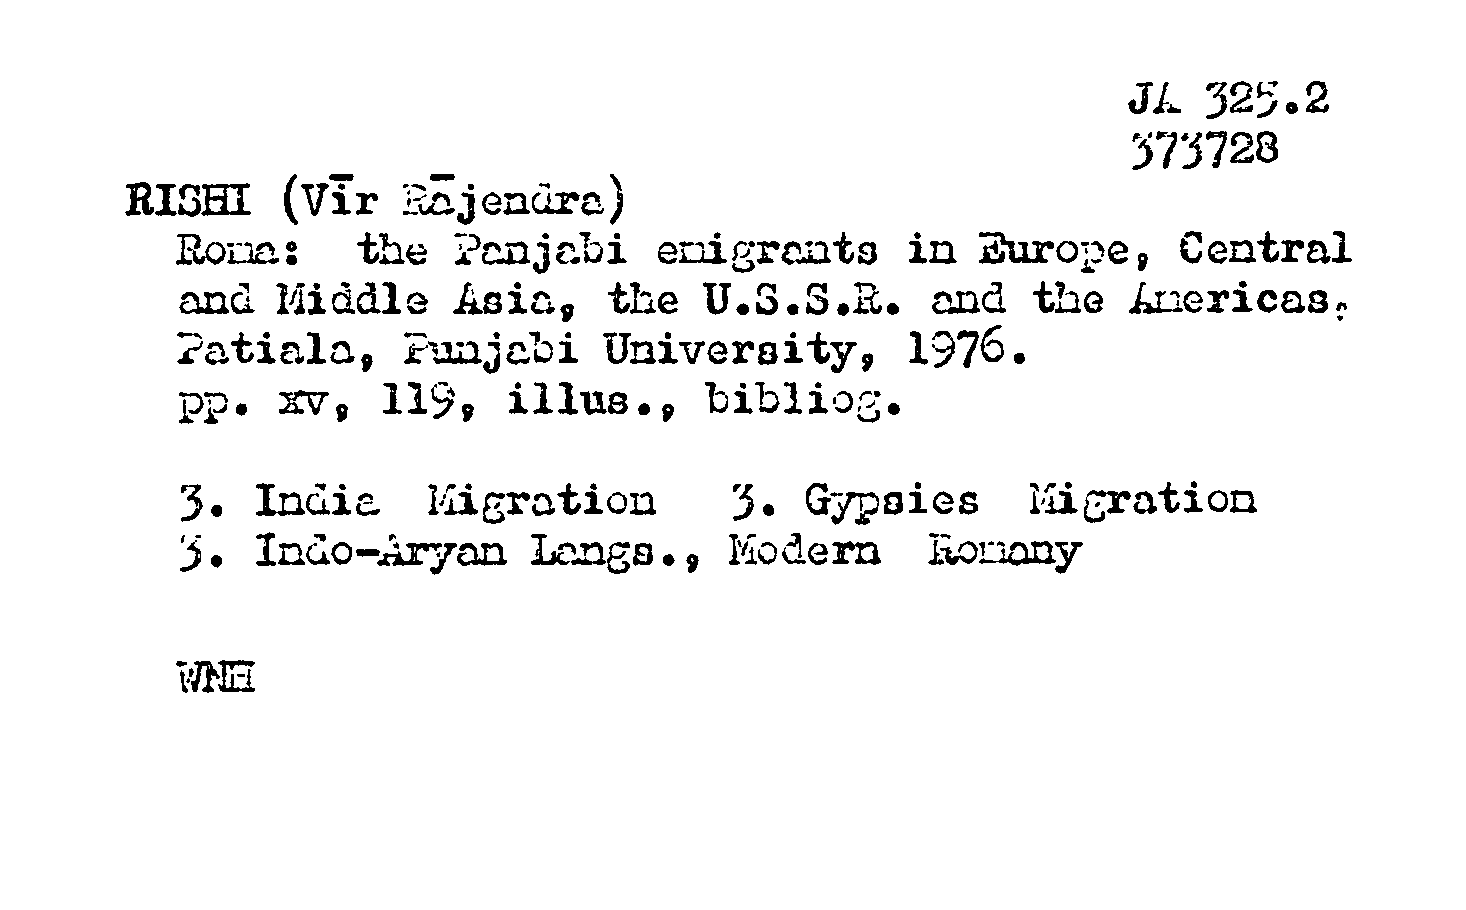 JA 325.2
373728
RISHI (Vīr Rājendra)
Roma: the Panjabi emigrants in Europe, Central
and Middle Asia, the U.S.S.R. and the Americas.
Patiala, Punjabi University, 1976.
pp. xv, 119, illus., bibliog.
3. India Migration 3. Gypsies Migration
3. Indo-Aryan Langs., Modern Romany
WNH